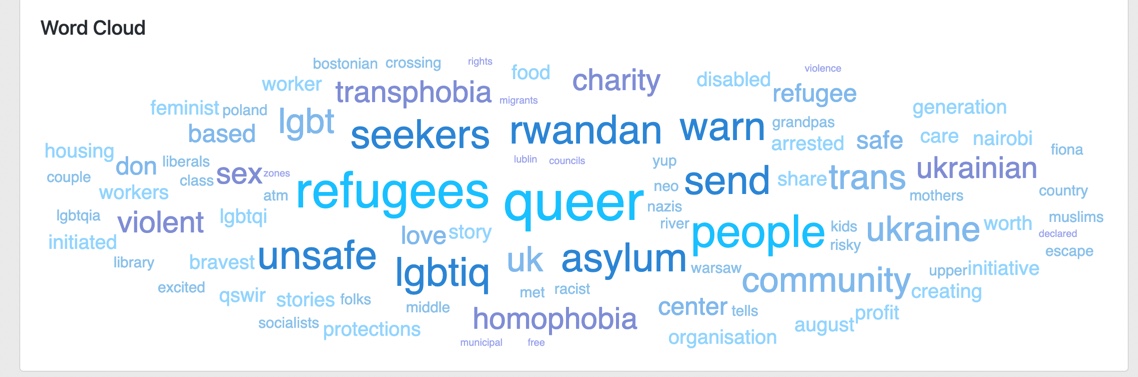 Word Cloud
bostonian crossing rights
worker transphobia migrants food charity disabled violence refugee
feminist poland based lgbt seekers rwandan warn grandpas arrested safe generation care nairobi
housing couple don liberals class sex zones lublin councils yup fiona
workers atm refugees queer neo nazis send share trans ukrainian mothers country
lgbtqia violent lgbtqi river people kids risky ukraine worth muslims declared
initiated love story escape
library bravest unsafe lgbtiq uk asylum warsaw community upper initiative
excited qswir stories folks middle met racist center tells creating
socialists protections homophobia organisation august profit
municipal free